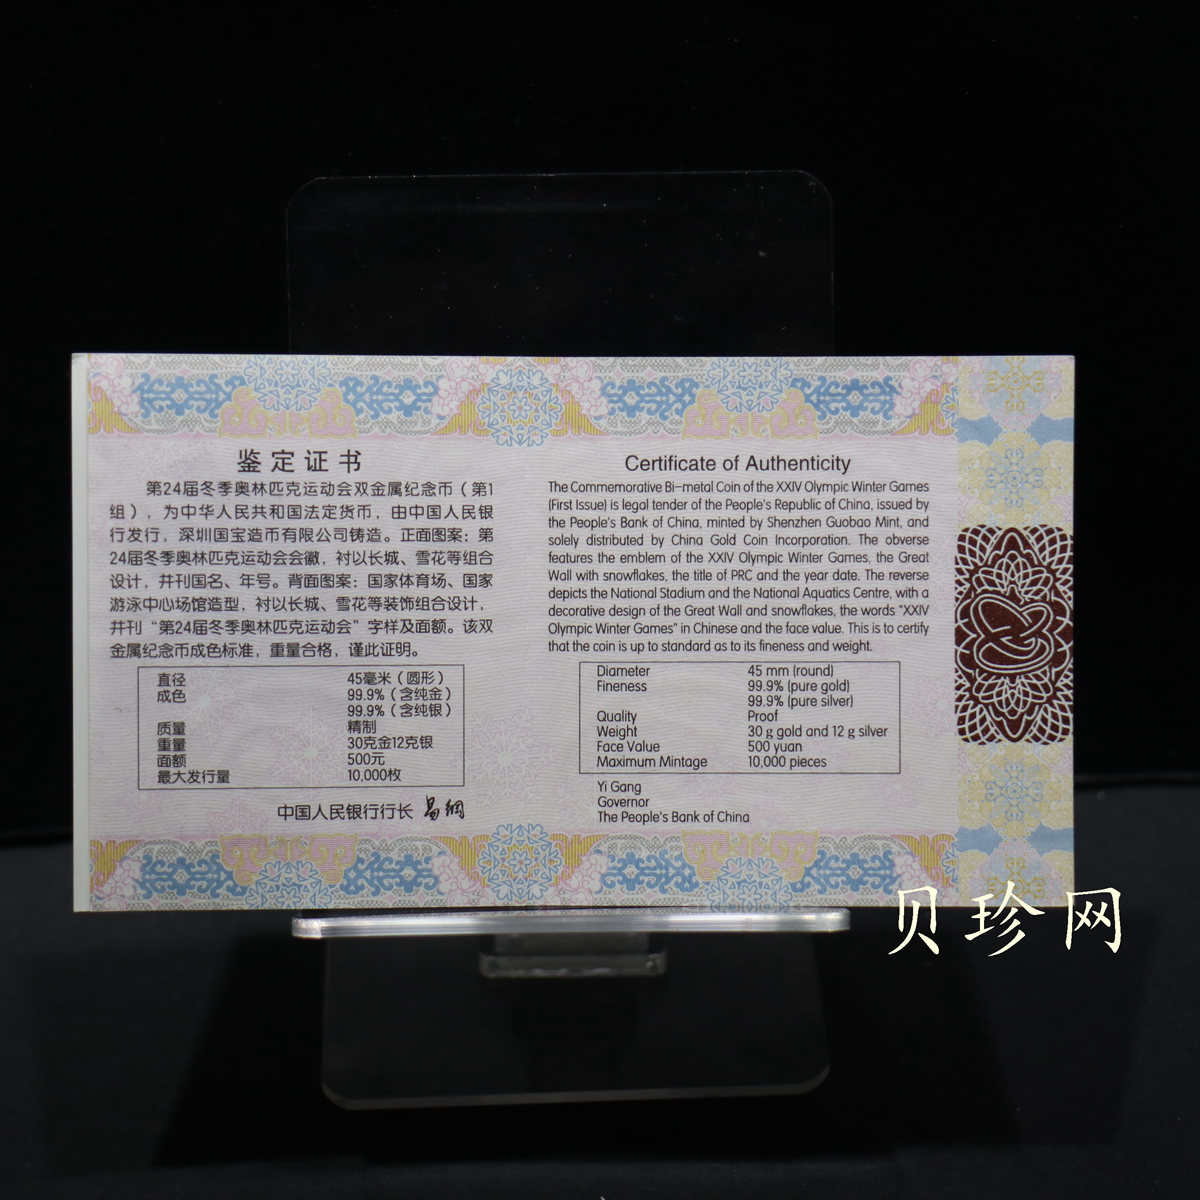 鉴定证书
第24届冬季奥林匹克运动会双金属纪念币（第1
组），为中华人民共和国法定货币，由中国人民银
行发行，深圳国宝造币有限公司铸造。正面图案：第
24届冬季奥林匹克运动会会徽，衬以长城、雪花等组合
设计，并刊国名、年号。背面图案：国家体育场、国家
游泳中心场馆造型，衬以长城、雪花等装饰组合设计，
并刊“第24届冬季奥林匹克运动会”字样及面额。该双
金属纪念币成色标准，重量合格，谨此证明。
直径 45毫米（圆形）
成色 99.9%（含纯金）
99.9%（含纯银）
质量 精制
重量 30克金12克银
面额 500元
最大发行量 10,000枚
中国人民银行行长 易纲
Certificate of Authenticity
The Commemorative Bi-metal Coin of the XXIV Olympic Winter Games
(First Issue) is legal tender of the People's Republic of China, issued by
the People's Bank of China, minted by Shenzhen Guobao Mint, and
solely distributed by China Gold Coin Incorporation. The obverse
features the emblem of the XXIV Olympic Winter Games, the Great
Wall with snowflakes, the title of PRC and the year date. The reverse
depicts the National Stadium and the National Aquatics Centre, with a
decorative design of the Great Wall and snowflakes, the words "XXIV
Olympic Winter Games" in Chinese and the face value. This is to certify
that the coin is up to standard as to its fineness and weight.
Diameter 45 mm (round)
Fineness 99.9% (pure gold)
99.9% (pure silver)
Quality Proof
Weight 30 g gold and 12 g silver
Face Value 500 yuan
Maximum Mintage 10,000 pieces
Yi Gang
Governor
The People's Bank of China
贝珍网